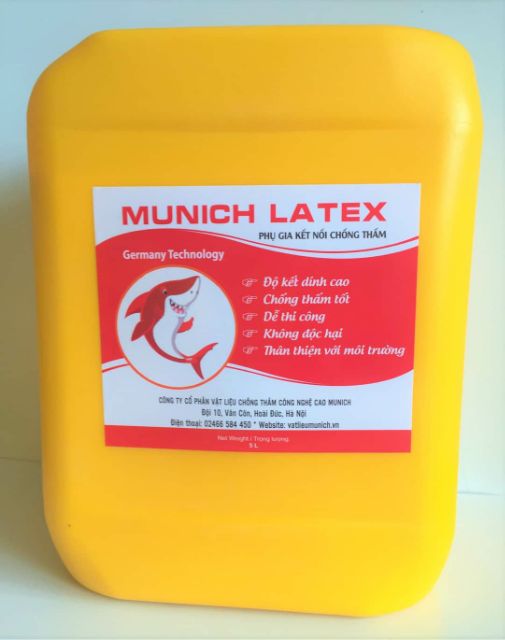 MUNICH LATEX
PHỤ GIA KẾT NỐI CHỐNG THẤM
Germany Technology
Độ kết dính cao
Chống thấm tốt
Dễ thi công
Không độc hại
Thân thiện với môi trường
CÔNG TY CỔ PHẦN VẬT LIỆU CHỐNG THẤM CÔNG NGHỆ CAO MUNICH
Đội 10, Vân Côn, Hoài Đức, Hà Nội
Điện thoại: 02466 584 450 * Website: vatlieumunich.vn
Net Weight / Trọng lượng
5 L